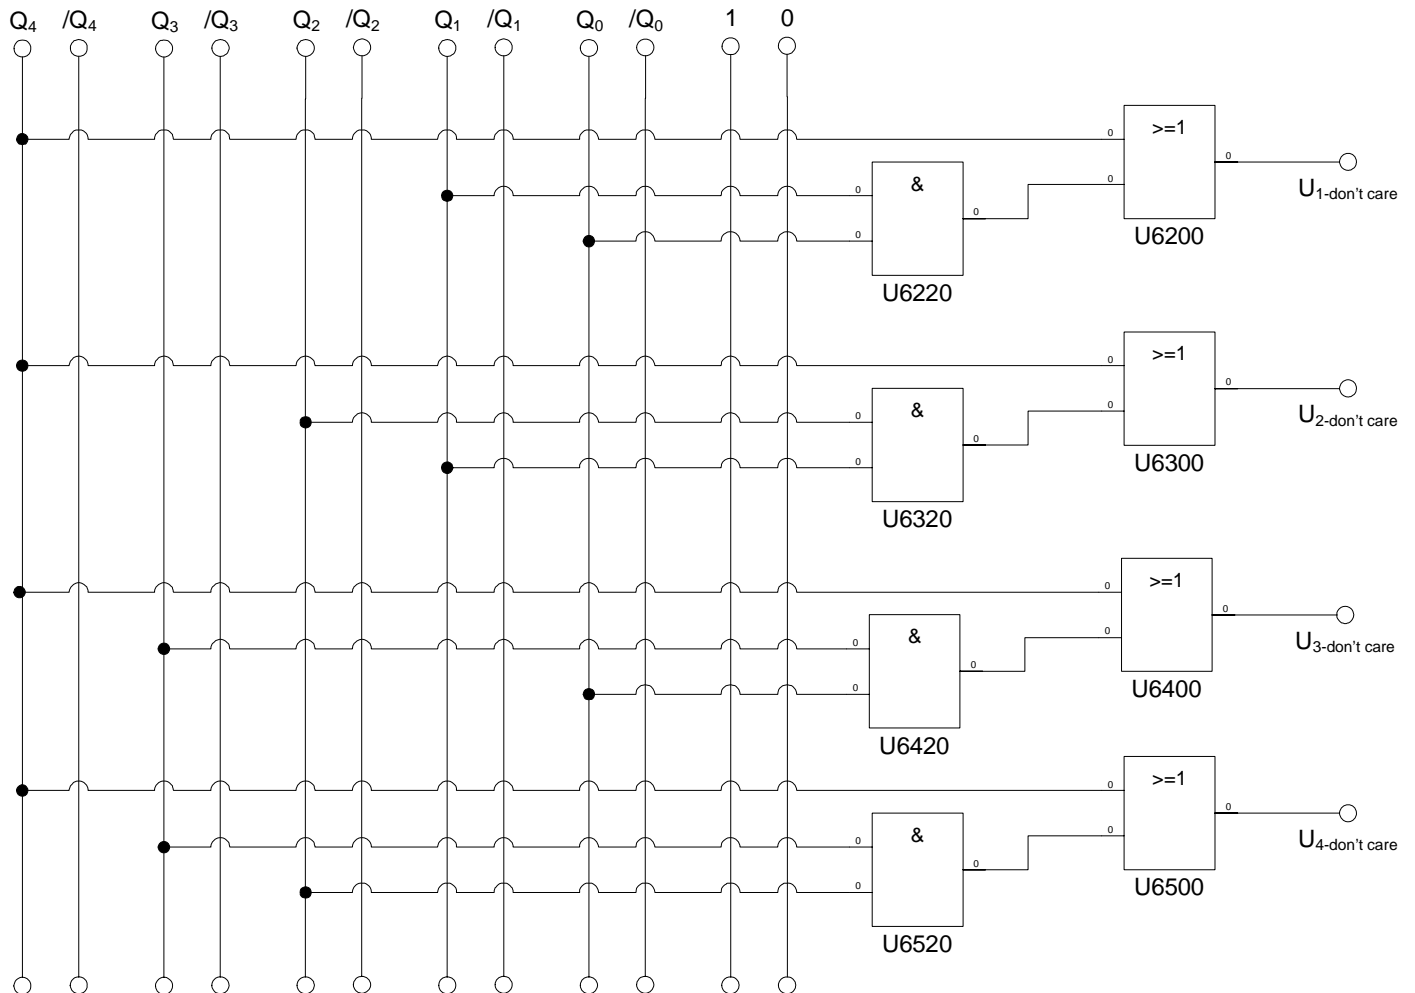 Q4 /Q4 Q3 /Q3 Q2 /Q2 Q1 /Q1 Q0 /Q0 1 0
0 >=1
0
0 & 0
0
0
U1-don't care
U6200
U6220
0 >=1
0
0 & 0
0
0
U2-don't care
U6300
U6320
0 >=1
0
0 & 0
0
0
U3-don't care
U6400
U6420
0 >=1
0
0 & 0
0
0
U4-don't care
U6500
U6520